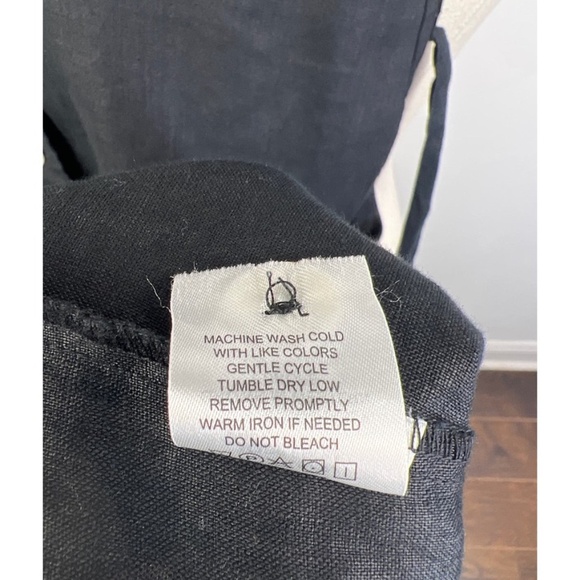 MACHINE WASH COLD
WITH LIKE COLORS
GENTLE CYCLE
TUMBLE DRY LOW
REMOVE PROMPTLY
WARM IRON IF NEEDED
DO NOT BLEACH